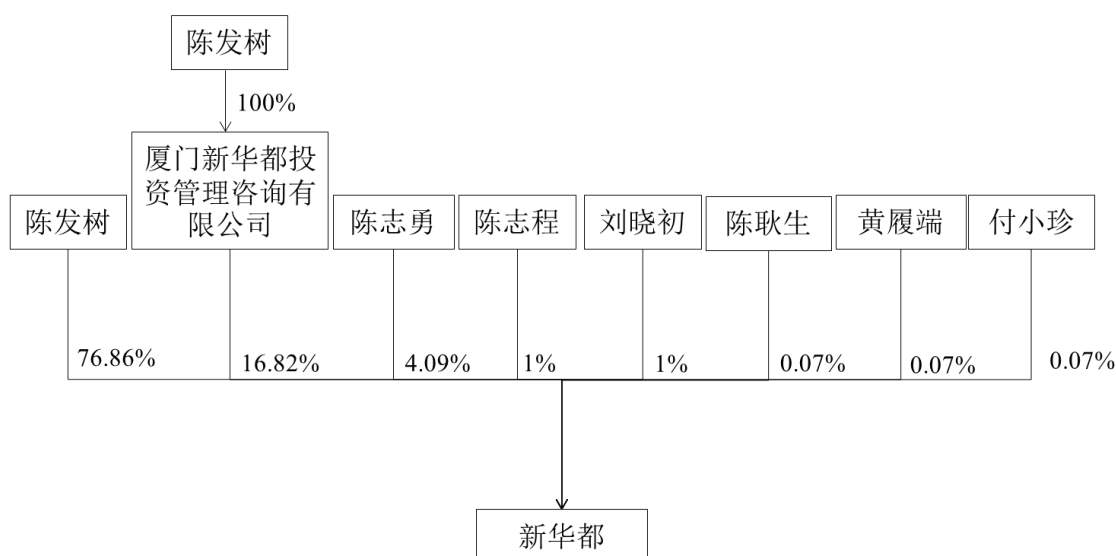 陈发树
100%
厦门新华都投
资管理咨询有
限公司
陈发树
陈志勇
陈志程
刘晓初
陈耿生
黄履端
付小珍
76.86%
16.82%
4.09%
1%
1%
0.07%
0.07%
0.07%
新华都